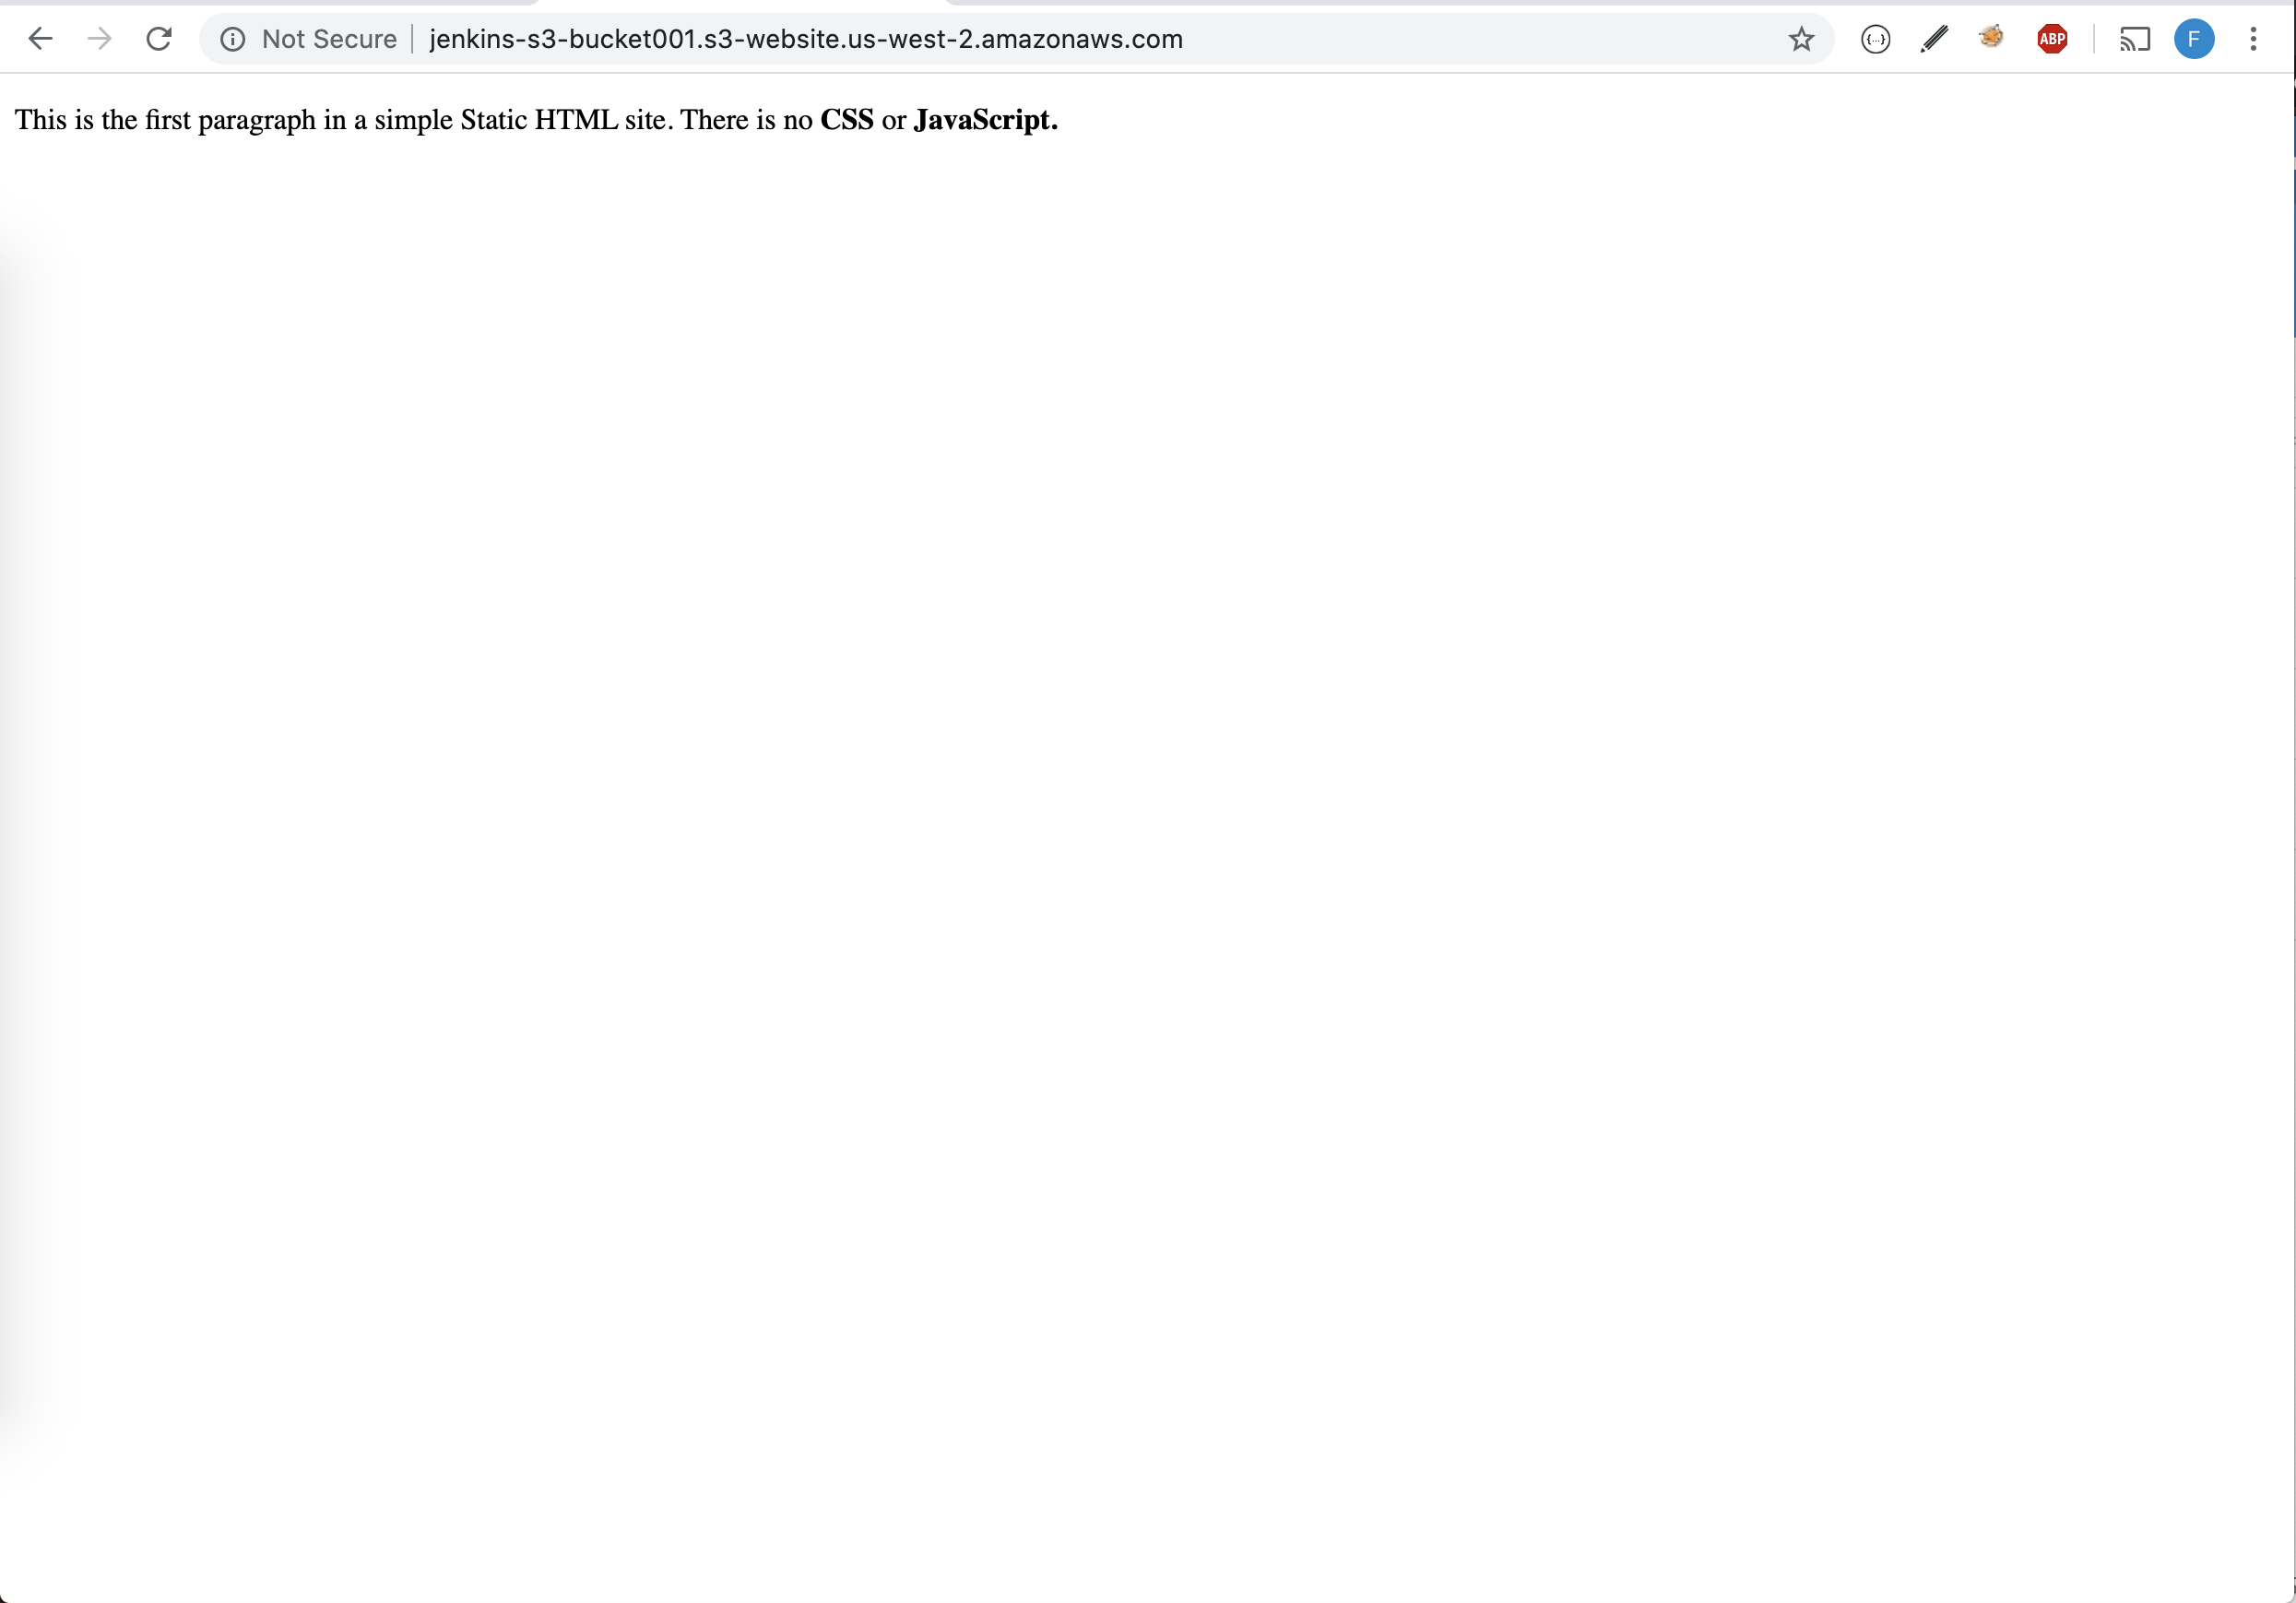 Not Secure jenkins-s3-bucket001.s3-website.us-west-2.amazonaws.com ABP F
This is the first paragraph in a simple Static HTML site. There is no CSS or JavaScript.